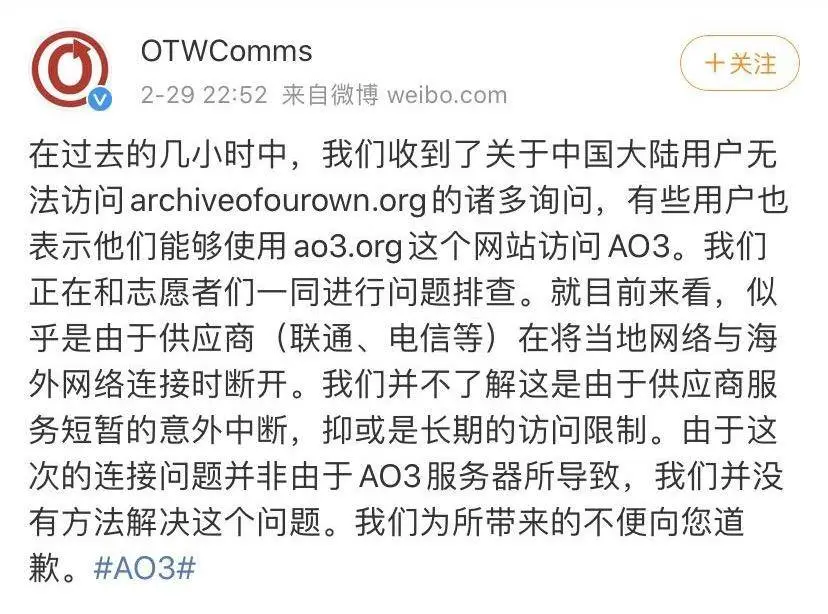 OTWComms
+关注
2-29 22:52 来自微博 weibo.com
在过去的几小时中，我们收到了关于中国大陆用户无
法访问archiveofourown.org的诸多询问，有些用户也
表示他们能够使用ao3.org这个网站访问AO3。我们
正在和志愿者们一同进行问题排查。就目前来看，似
乎是由于供应商（联通、电信等）在将当地网络与海
外网络连接时断开。我们并不了解这是由于供应商服
务短暂的意外中断，抑或是长期的访问限制。由于这
次的连接问题并非由于AO3服务器所导致，我们并没
有方法解决这个问题。我们为所带来的不便向您道
歉。#AO3#